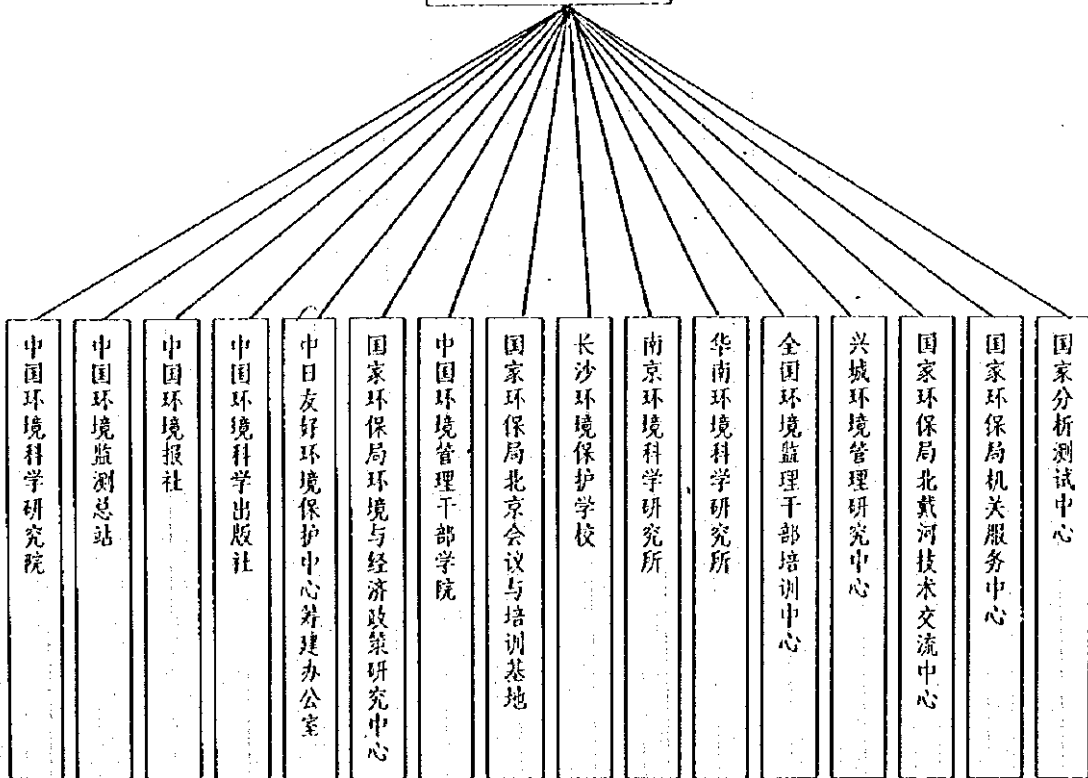 中国环境科学研究院
中国环境监测总站
中国环境报社
中国环境科学出版社
中日友好环境保护中心筹建办公室
国家环保局环境与经济政策研究中心
中国环境管理干部学院
国家环保局北京会议与培训基地
长沙环境保护学校
南京环境科学研究所
华南环境科学研究所
全国环境监理干部培训中心
兴城环境管理研究中心
国家环保局北戴河技术交流中心
国家环保局机关服务中心
国家分析测试中心